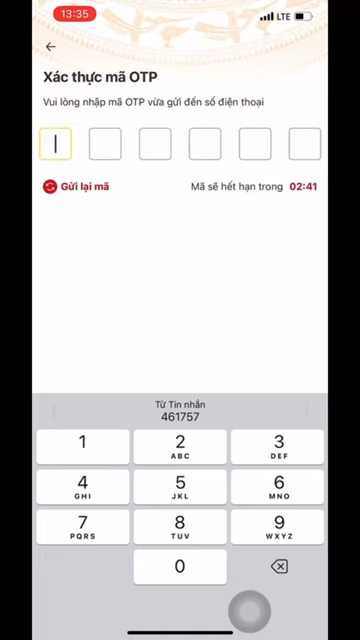 13:35 LTE
Xác thực mã OTP
Vui lòng nhập mã OTP vừa gửi đến số điện thoại
Gửi lại mã Mã sẽ hết hạn trong 02:41
Từ Tin nhắn
461757
1 2 3
ABC DEF
4 5 6
GHI JKL MNO
7 8 9
PQRS TUV WXYZ
0